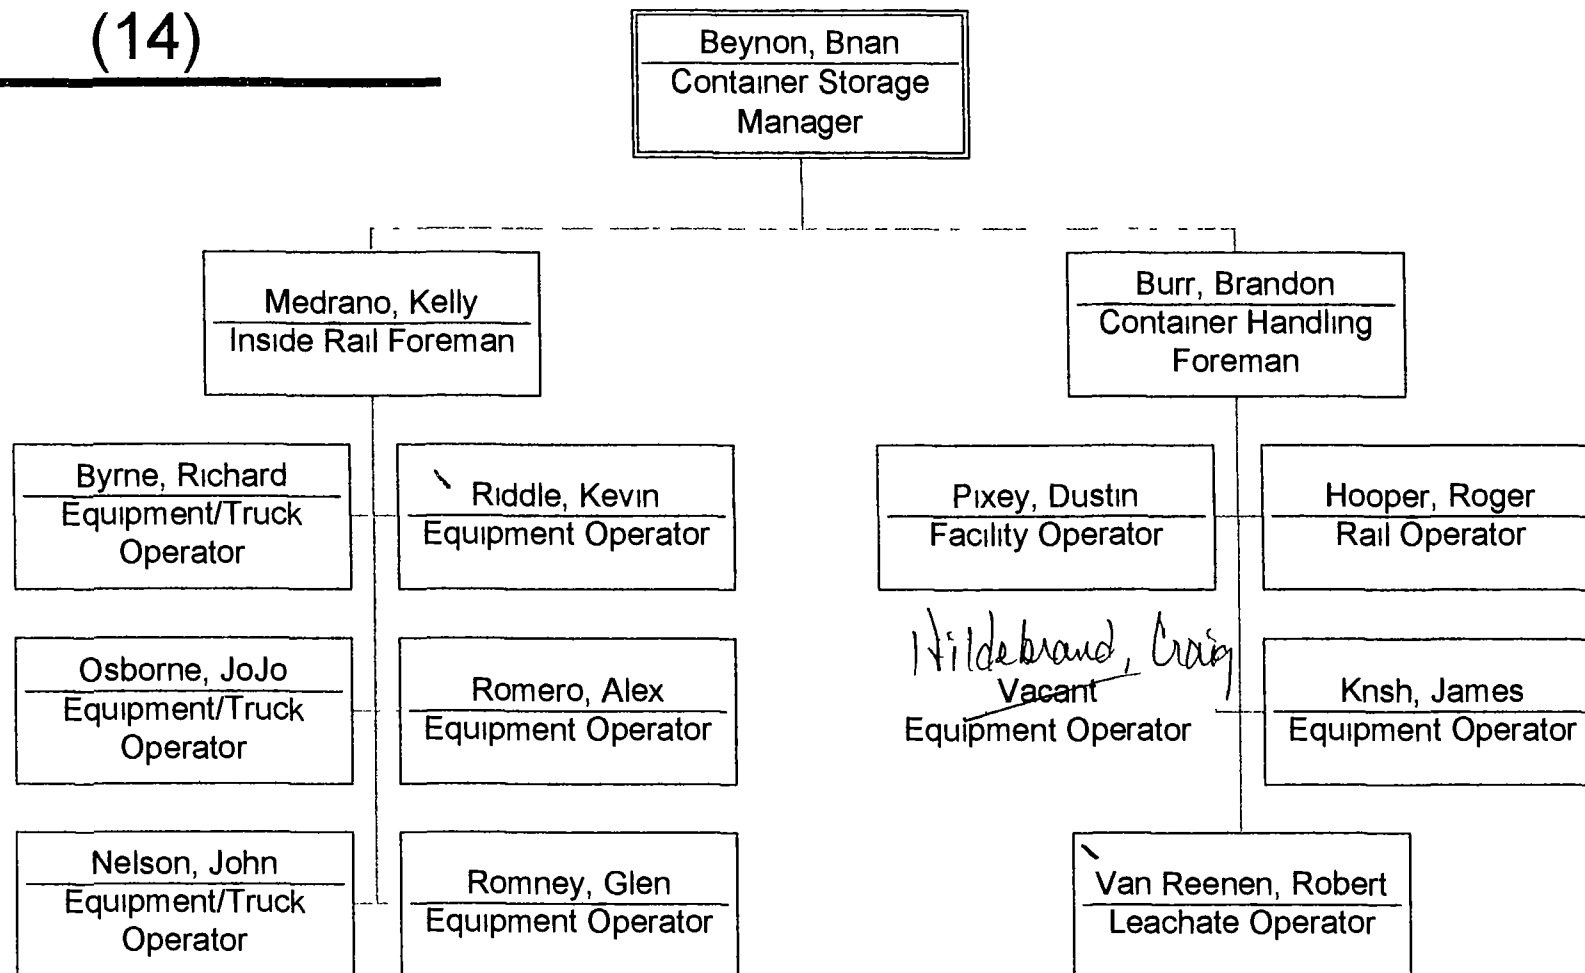 (14)
Beynon, Bnan
Container Storage
Manager
Medrano, Kelly
Inside Rail Foreman
Burr, Brandon
Container Handling
Foreman
Byrne, Richard
Equipment/Truck
Operator
Riddle, Kevin
Equipment Operator
Pixey, Dustin
Facility Operator
Hooper, Roger
Rail Operator
Osborne, JoJo
Equipment/Truck
Operator
Romero, Alex
Equipment Operator
Hildebrand, Craig
Vacant
Equipment Operator
Knsh, James
Equipment Operator
Nelson, John
Equipment/Truck
Operator
Romney, Glen
Equipment Operator
Van Reenen, Robert
Leachate Operator